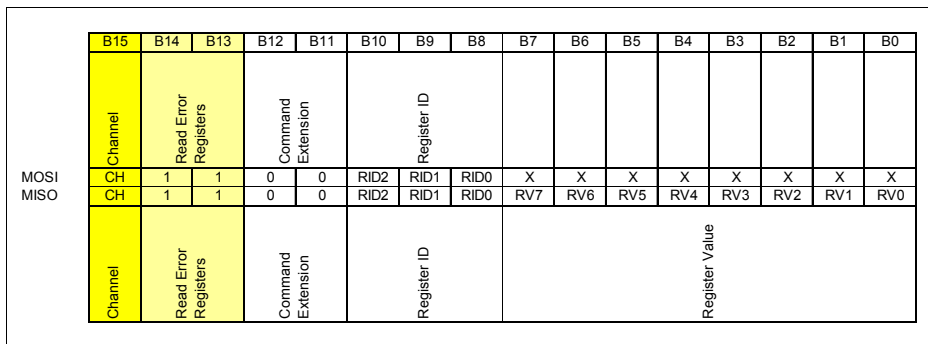 B15 B14 B13 B12 B11 B10 B9 B8 B7 B6 B5 B4 B3 B2 B1 B0
Channel
Read Error
Registers
Command
Extension
Register ID
MOSI CH 1 1 0 0 RID2 RID1 RID0 X X X X X X X X
MISO CH 1 1 0 0 RID2 RID1 RID0 RV7 RV6 RV5 RV4 RV3 RV2 RV1 RV0
Channel
Read Error
Registers
Command
Extension
Register ID
Register Value